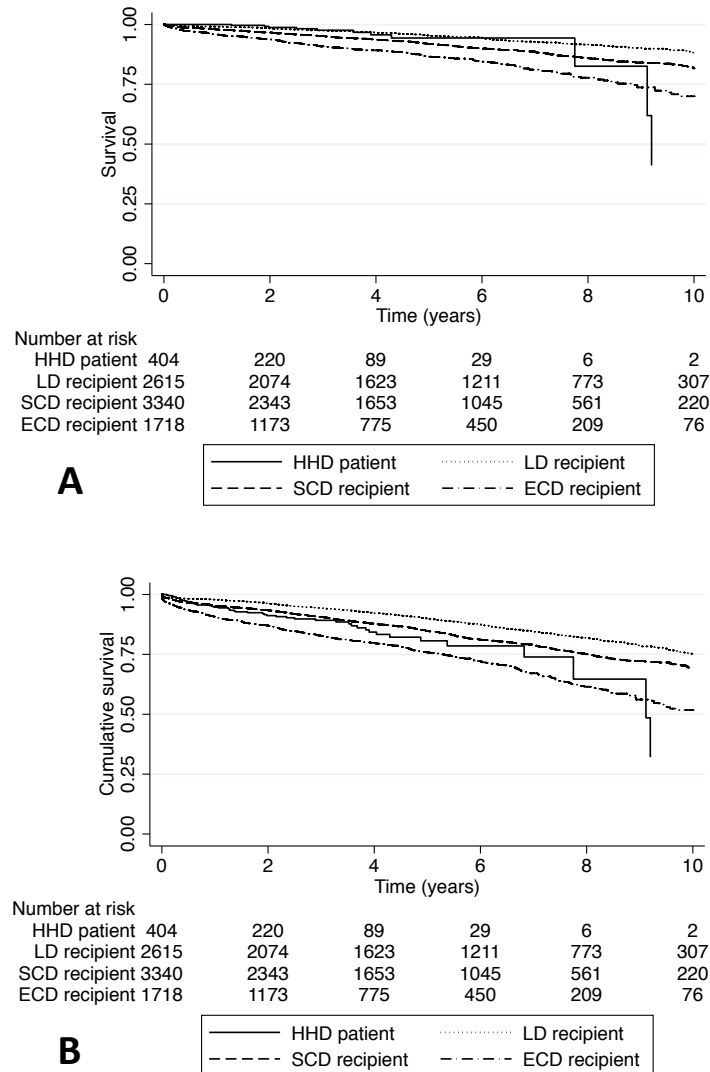 1.00
0.75
0.50
0.25
0.00
Survival
0 2 4 6 8 10
Time (years)
Number at risk
HHD patient 404 220 89 29 6 2
LD recipient 2615 2074 1623 1211 773 307
SCD recipient 3340 2343 1653 1045 561 220
ECD recipient 1718 1173 775 450 209 76
HHD patient LD recipient
SCD recipient ECD recipient
A
1.00
0.75
0.50
0.25
0.00
Cumulative survival
0 2 4 6 8 10
Time (years)
Number at risk
HHD patient 404 220 89 29 6 2
LD recipient 2615 2074 1623 1211 773 307
SCD recipient 3340 2343 1653 1045 561 220
ECD recipient 1718 1173 775 450 209 76
HHD patient LD recipient
SCD recipient ECD recipient
B